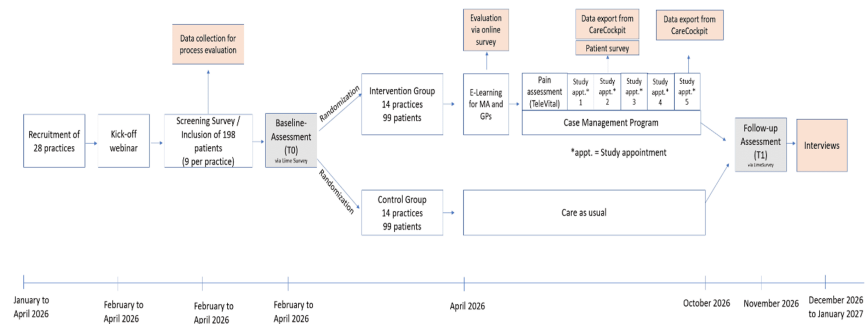 Data collection for
process evaluation
Evaluation
via online
survey
Data export from
CareCockpit
Patient survey
Data export from
CareCockpit
Recruitment of
28 practices
Kick-off
webinar
Screening Survey /
Inclusion of 198
patients
(9 per practice)
Baseline-
Assessment
(T0)
via Lime Survey
Randomization
Randomization
Intervention Group
14 practices
99 patients
E-Learning
for MA and
GPs
Pain
assessment
(TeleVital)
Study
appt.*
1
Study
appt.*
2
Study
appt.*
3
Study
appt.*
4
Study
appt.*
5
Case Management Program
*appt. = Study appointment
Control Group
14 practices
99 patients
Care as usual
Follow-up
Assessment
(T1)
via LimeSurvey
Interviews
January to
April 2026
February to
April 2026
February to
April 2026
February to
April 2026
April 2026
October 2026
November 2026
December 2026
to January 2027